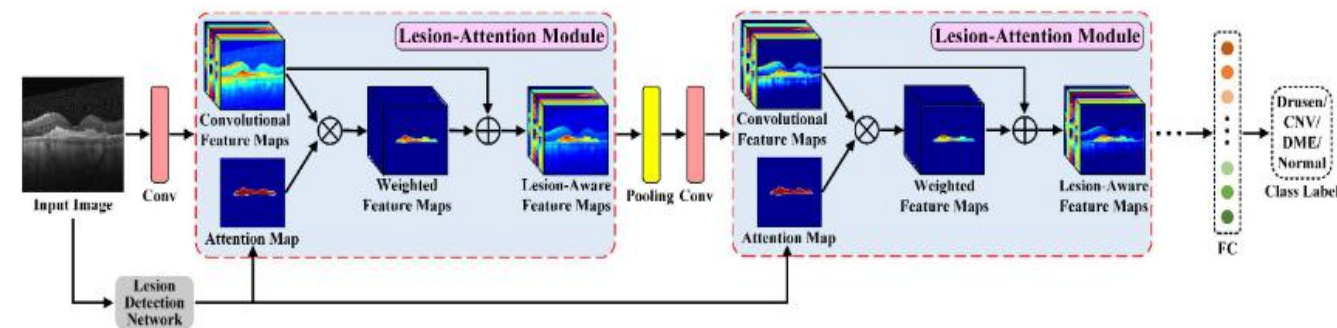 Lesion-Attention Module
Convolutional
Feature Maps
Attention Map
Weighted
Feature Maps
Lesion-Aware
Feature Maps
Input Image
Conv
Lesion
Detection
Network
Pooling
Conv
Lesion-Attention Module
Convolutional
Feature Maps
Attention Map
Weighted
Feature Maps
Lesion-Aware
Feature Maps
FC
Drusen/
CNV/
DME/
Normal
Class Label